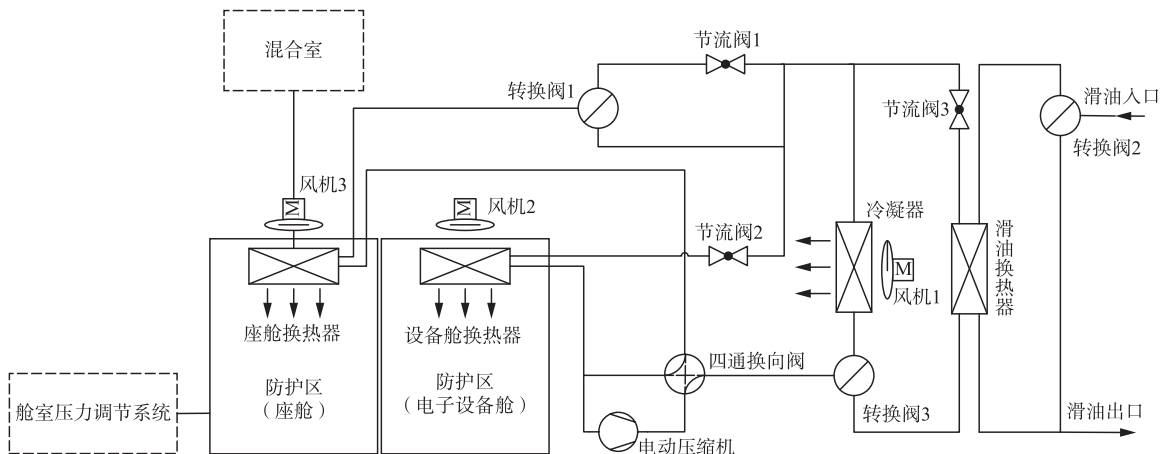 混合室
节流阀1
转换阀1
节流阀3
滑油入口
转换阀2
风机3
M
风机2
M
节流阀2
冷凝器
M
风机1
滑油换热器
座舱换热器
设备舱换热器
四通换向阀
防护区
（座舱）
防护区
（电子设备舱）
舱室压力调节系统
转换阀3
滑油出口
电动压缩机